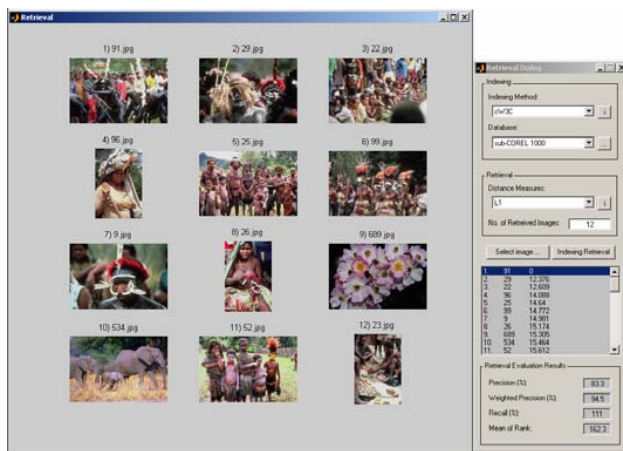 Retrieval
1) 91.jpg
2) 29.jpg
3) 22.jpg
4) 96.jpg
5) 25.jpg
6) 99.jpg
7) 9.jpg
8) 26.jpg
9) 689.jpg
10) 534.jpg
11) 52.jpg
12) 23.jpg
Retrieval Dialog
Indexing
Indexing Method:
Database:
sub-COREL 1000
...
Retrieval
Distance Measures:
L1
No. of Retreived Images: 12
Select image... Indexing Retrieval
1. 91 0
2. 29 12.376
3. 22 12.609
4. 96 14.088
5. 25 14.64
6. 99 14.772
7. 9 14.981
8. 26 15.174
9. 689 15.305
10. 534 15.464
11. 52 15.612
Retrieval Evaluation Results
Precision (%): 83.3
Weighted Precision (%): 94.5
Recall (%): 111
Mean of Rank: 162.3